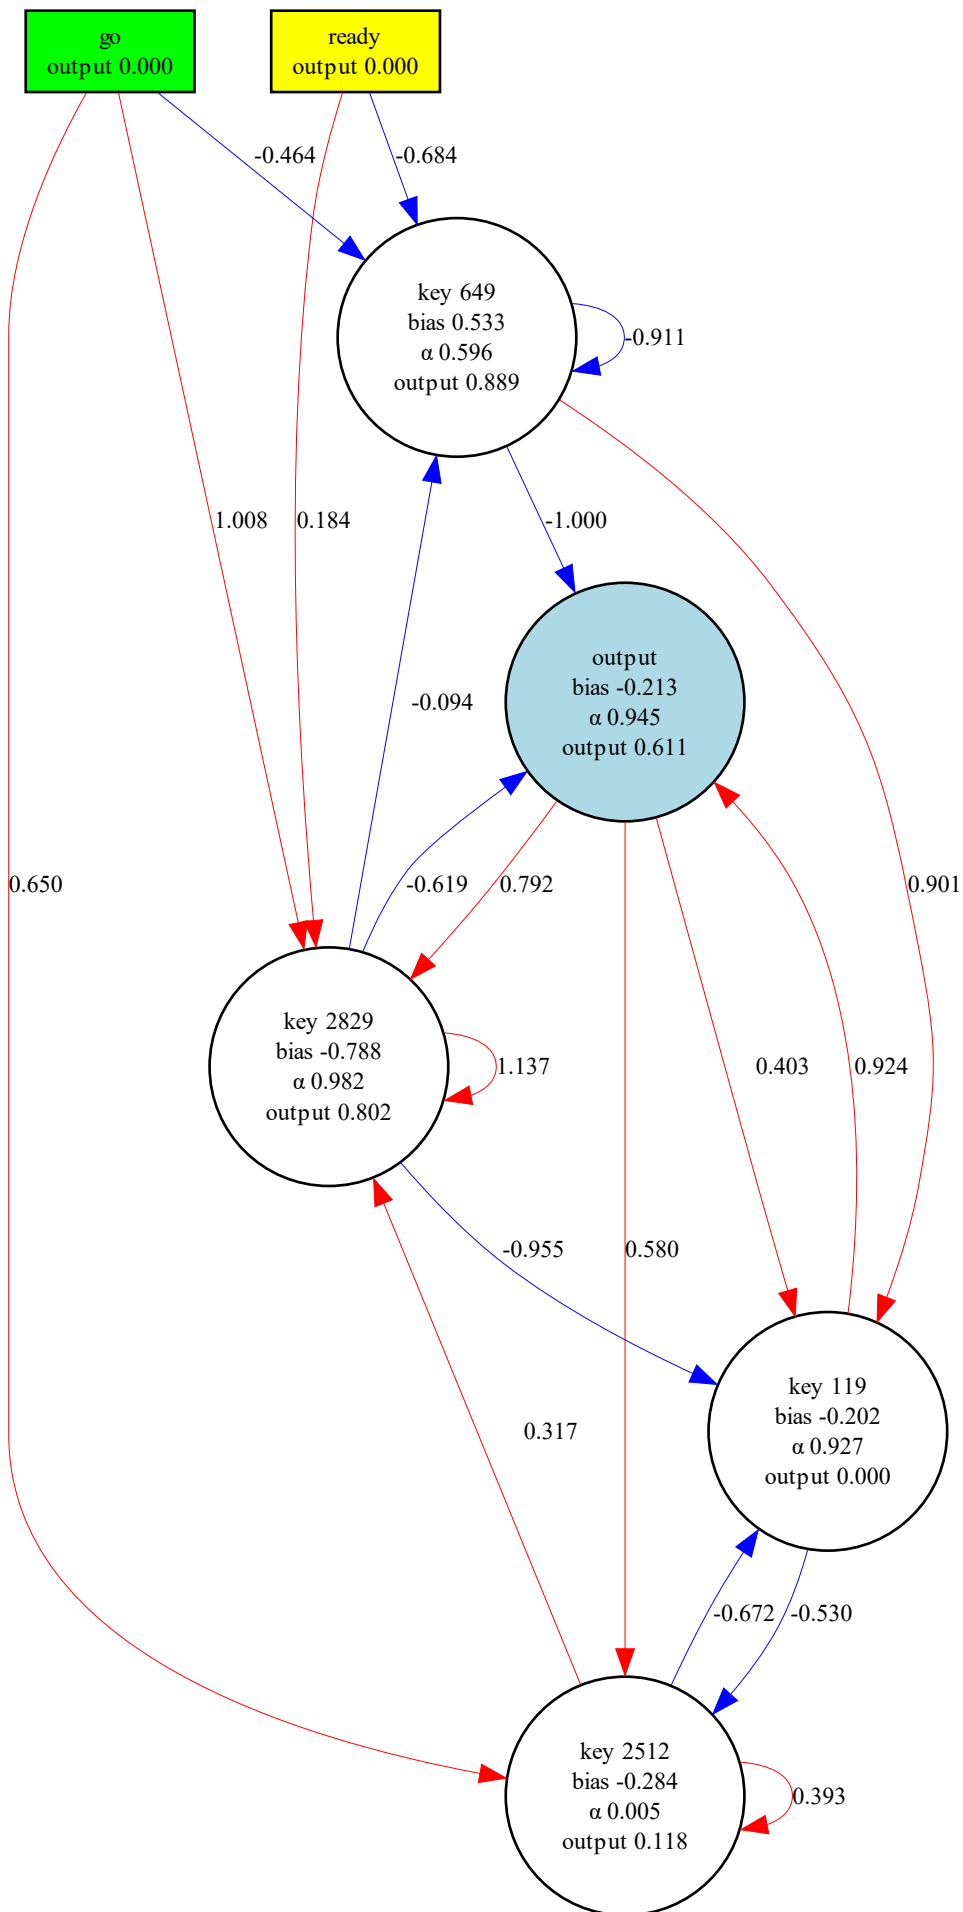 go
output 0.000
ready
output 0.000
-0.464
-0.684
key 649
bias 0.533
α 0.596
output 0.889
-0.911
1.008
0.184
-1.000
output
bias -0.213
α 0.945
output 0.611
-0.094
0.650
-0.619
0.792
0.901
key 2829
bias -0.788
α 0.982
output 0.802
1.137
0.403
0.924
-0.955
0.580
key 119
bias -0.202
α 0.927
output 0.000
0.317
-0.672
-0.530
key 2512
bias -0.284
α 0.005
output 0.118
0.393